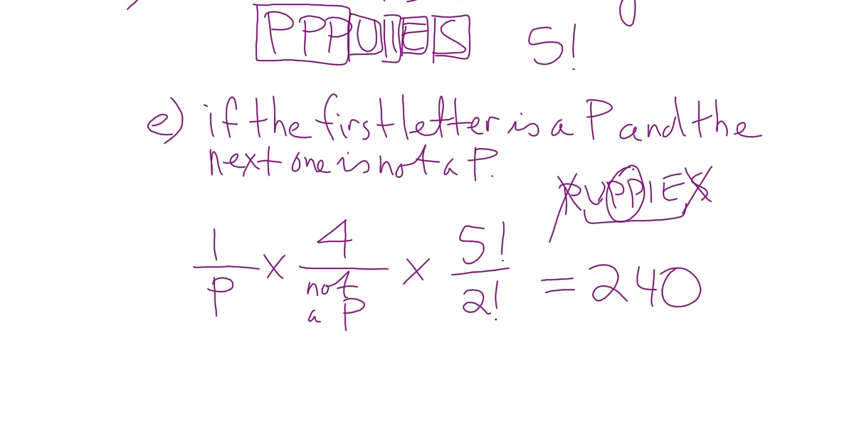 PPPUIES 5!
e) if the first letter is a P and the
next one is not a P.
PUPPIES
1/P × 4/not a P × 5!/2! = 240